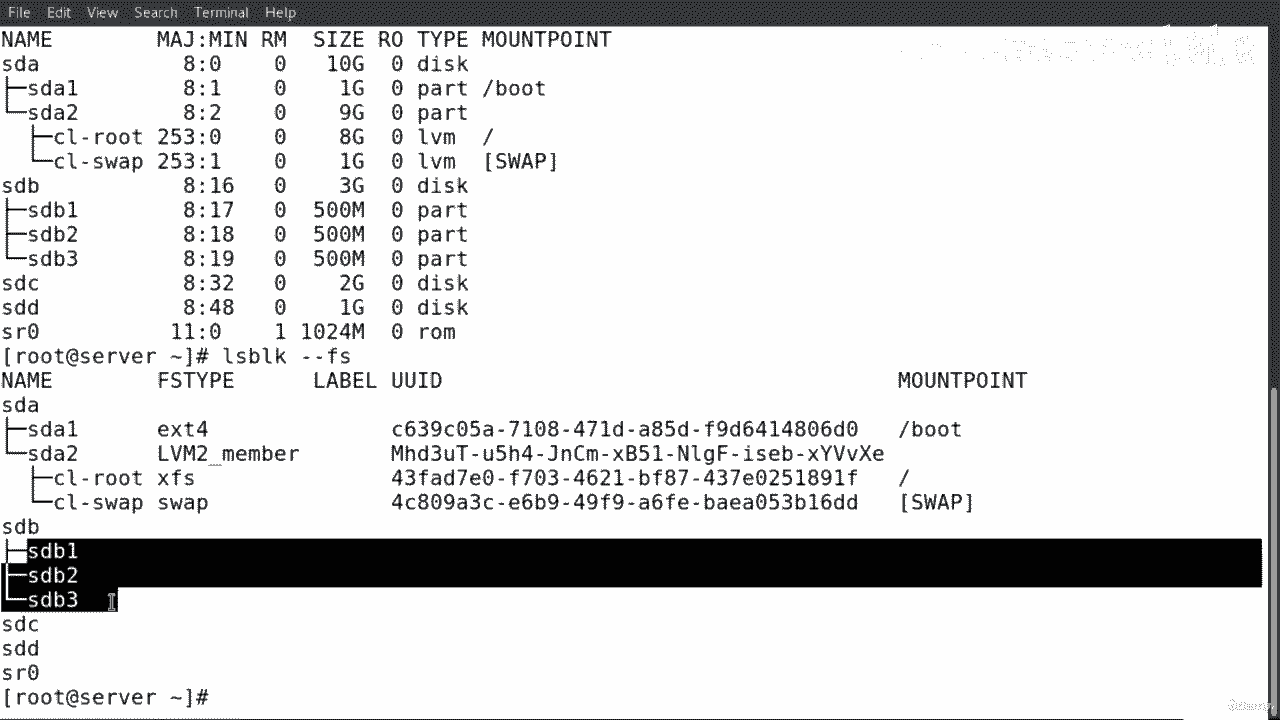 File Edit View Search Terminal Help
NAME MAJ:MIN RM SIZE RO TYPE MOUNTPOINT
sda 8:0 0 10G 0 disk
├─sda1 8:1 0 1G 0 part /boot
└─sda2 8:2 0 9G 0 part
├─cl-root 253:0 0 8G 0 lvm /
└─cl-swap 253:1 0 1G 0 lvm [SWAP]
sdb 8:16 0 3G 0 disk
├─sdb1 8:17 0 500M 0 part
├─sdb2 8:18 0 500M 0 part
└─sdb3 8:19 0 500M 0 part
sdc 8:32 0 2G 0 disk
sdd 8:48 0 1G 0 disk
sr0 11:0 1 1024M 0 rom
[root@server ~]# lsblk --fs
NAME FSTYPE LABEL UUID MOUNTPOINT
sda
├─sda1 ext4 c639c05a-7108-471d-a85d-f9d6414806d0 /boot
└─sda2 LVM2_member Mhd3uT-u5h4-JnCm-xB51-NlgF-iseb-xYVvXe
├─cl-root xfs 43fad7e0-f703-4621-bf87-437e0251891f /
└─cl-swap swap 4c809a3c-e6b9-49f9-a6fe-baea053b16dd [SWAP]
sdb
├─sdb1
├─sdb2
└─sdb3
sdc
sdd
sr0
[root@server ~]#